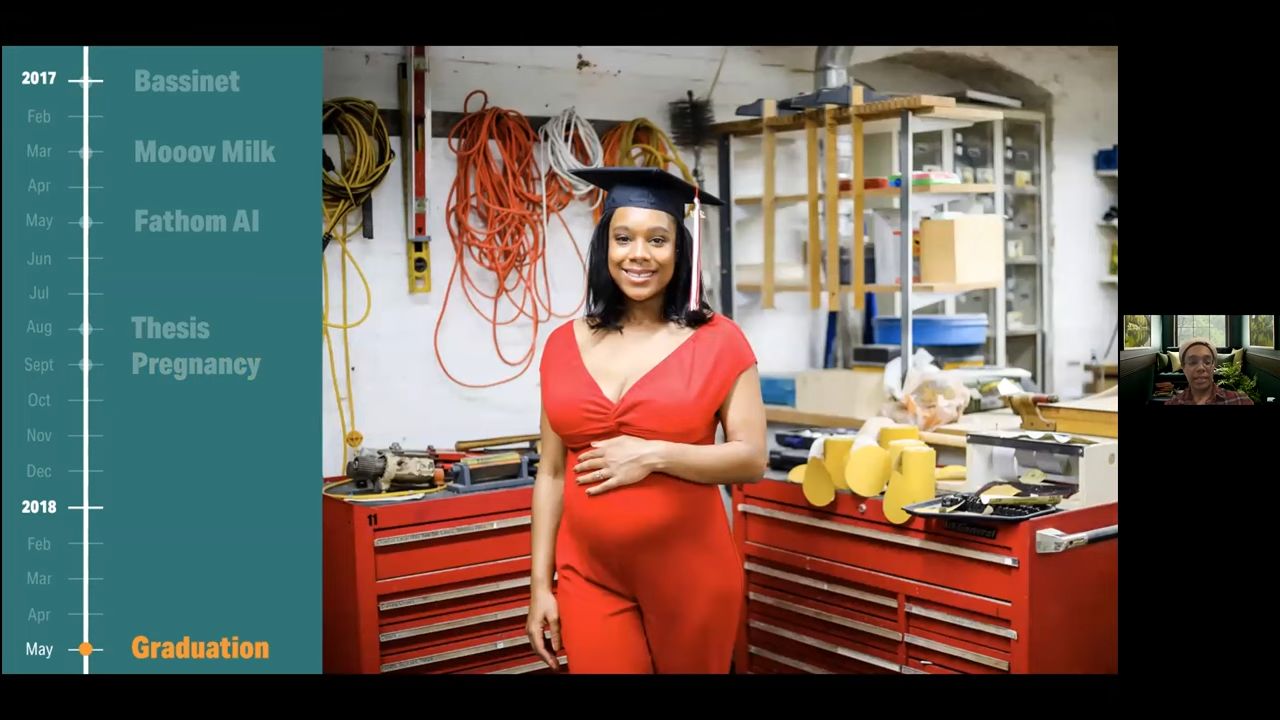 2017 Bassinet
Feb
Mar Mooov Milk
Apr
May Fathom AI
Jun
Jul
Aug Thesis
Sept Pregnancy
Oct
Nov
Dec
2018
Feb
Mar
Apr
May Graduation
11